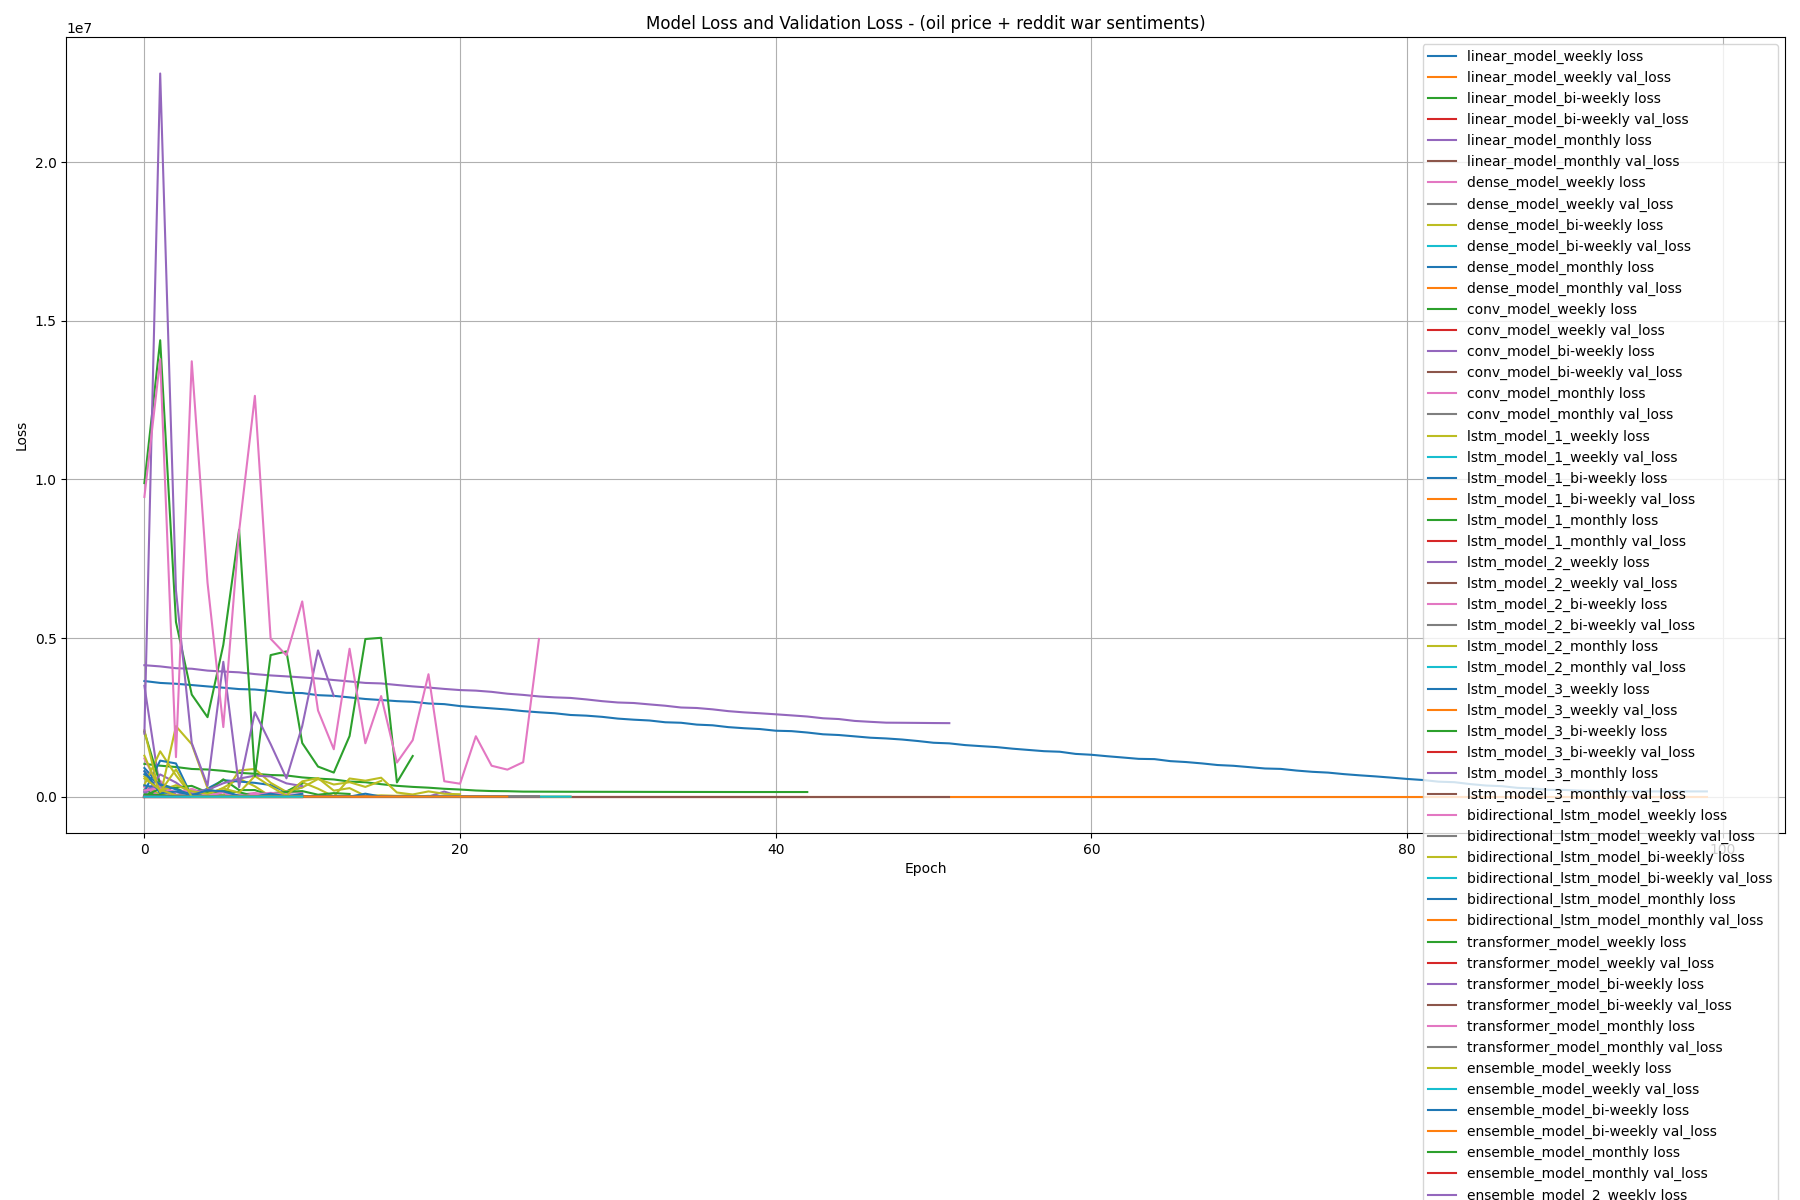 Model Loss and Validation Loss - (oil price + reddit war sentiments)
1e7
2.0
1.5
1.0
0.5
0.0
Loss
0
20
40
60
80
100
Epoch
linear_model_weekly loss
linear_model_weekly val_loss
linear_model_bi-weekly loss
linear_model_bi-weekly val_loss
linear_model_monthly loss
linear_model_monthly val_loss
dense_model_weekly loss
dense_model_weekly val_loss
dense_model_bi-weekly loss
dense_model_bi-weekly val_loss
dense_model_monthly loss
dense_model_monthly val_loss
conv_model_weekly loss
conv_model_weekly val_loss
conv_model_bi-weekly loss
conv_model_bi-weekly val_loss
conv_model_monthly loss
conv_model_monthly val_loss
lstm_model_1_weekly loss
lstm_model_1_weekly val_loss
lstm_model_1_bi-weekly loss
lstm_model_1_bi-weekly val_loss
lstm_model_1_monthly loss
lstm_model_1_monthly val_loss
lstm_model_2_weekly loss
lstm_model_2_weekly val_loss
lstm_model_2_bi-weekly loss
lstm_model_2_bi-weekly val_loss
lstm_model_2_monthly loss
lstm_model_2_monthly val_loss
lstm_model_3_weekly loss
lstm_model_3_weekly val_loss
lstm_model_3_bi-weekly loss
lstm_model_3_bi-weekly val_loss
lstm_model_3_monthly loss
lstm_model_3_monthly val_loss
bidirectional_lstm_model_weekly loss
bidirectional_lstm_model_weekly val_loss
bidirectional_lstm_model_bi-weekly loss
bidirectional_lstm_model_bi-weekly val_loss
bidirectional_lstm_model_monthly loss
bidirectional_lstm_model_monthly val_loss
transformer_model_weekly loss
transformer_model_weekly val_loss
transformer_model_bi-weekly loss
transformer_model_bi-weekly val_loss
transformer_model_monthly loss
transformer_model_monthly val_loss
ensemble_model_weekly loss
ensemble_model_weekly val_loss
ensemble_model_bi-weekly loss
ensemble_model_bi-weekly val_loss
ensemble_model_monthly loss
ensemble_model_monthly val_loss
ensemble_model_2_weekly loss